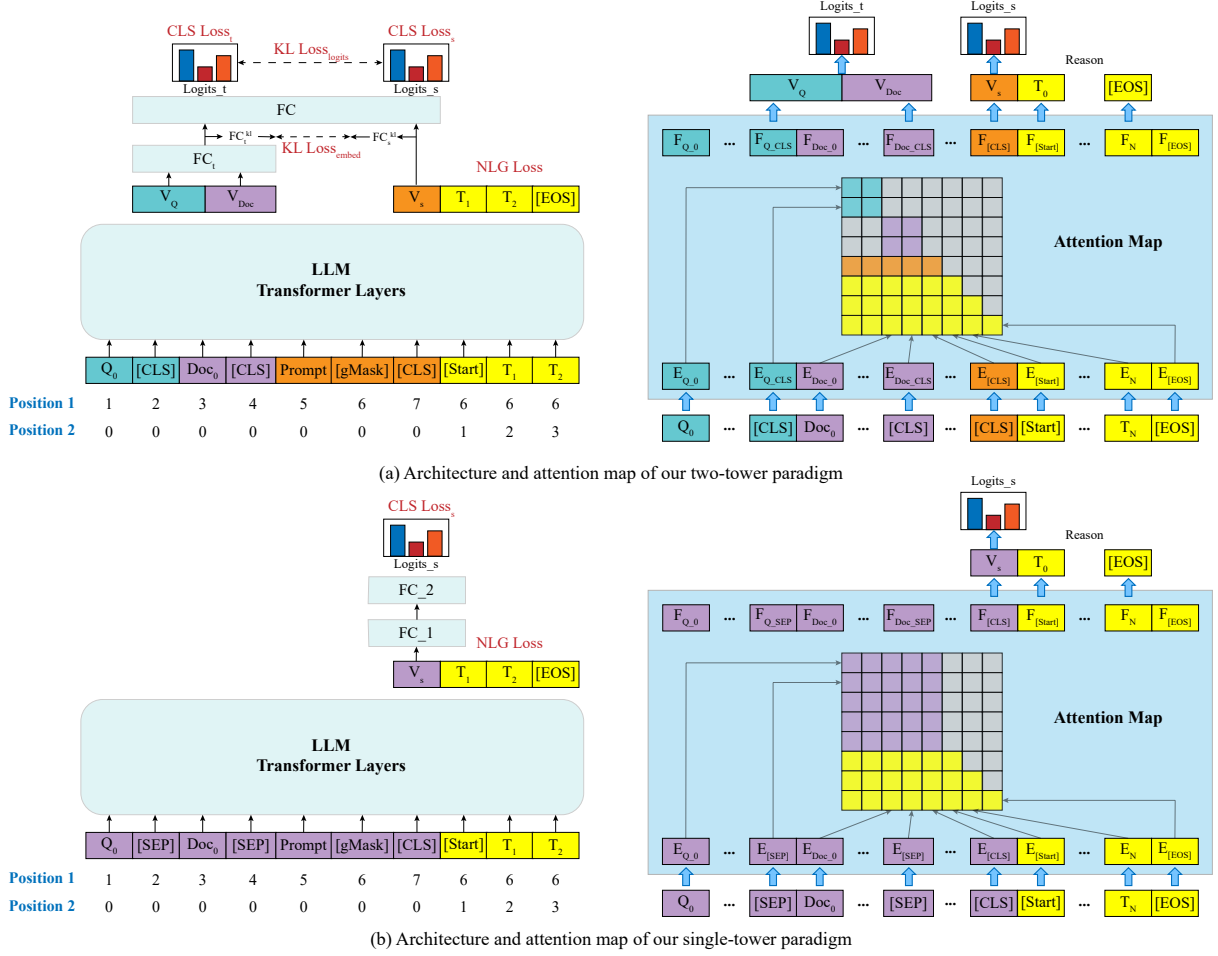 CLS Loss_t
CLS Loss_s
KL Loss_logits
Logits_t
Logits_s
FC
FC_t^kl
FC_s^kl
KL Loss_embed
FC_t
NLG Loss
V_Q V_Doc V_s T_1 T_2 [EOS]
LLM
Transformer Layers
Q_0 [CLS] Doc_0 [CLS] Prompt [gMask] [CLS] [Start] T_1 T_2
Position 1 1 2 3 4 5 6 7 6 6 6
Position 2 0 0 0 0 0 0 0 1 2 3
Logits_t Logits_s
Reason
V_Q V_Doc V_s T_0 [EOS]
F_Q_0 ... F_Q_CLS F_Doc_0 ... F_Doc_CLS ... F_[CLS] F_[Start] ... F_N F_[EOS]
Attention Map
E_Q_0 ... E_Q_CLS E_Doc_0 ... E_Doc_CLS ... E_[CLS] E_[Start] ... E_N E_[EOS]
Q_0 ... [CLS] Doc_0 ... [CLS] ... [CLS] [Start] ... T_N [EOS]
(a) Architecture and attention map of our two-tower paradigm
CLS Loss_s
Logits_s
FC_2
FC_1
NLG Loss
V_s T_1 T_2 [EOS]
LLM
Transformer Layers
Q_0 [SEP] Doc_0 [SEP] Prompt [gMask] [CLS] [Start] T_1 T_2
Position 1 1 2 3 4 5 6 7 6 6 6
Position 2 0 0 0 0 0 0 0 1 2 3
Logits_s
Reason
V_s T_0 [EOS]
F_Q_0 ... F_Q_SEP F_Doc_0 ... F_Doc_SEP ... F_[CLS] F_[Start] ... F_N F_[EOS]
Attention Map
E_Q_0 ... E_[SEP] E_Doc_0 ... E_[SEP] ... E_[CLS] E_[Start] ... E_N E_[EOS]
Q_0 ... [SEP] Doc_0 ... [SEP] ... [CLS] [Start] ... T_N [EOS]
(b) Architecture and attention map of our single-tower paradigm